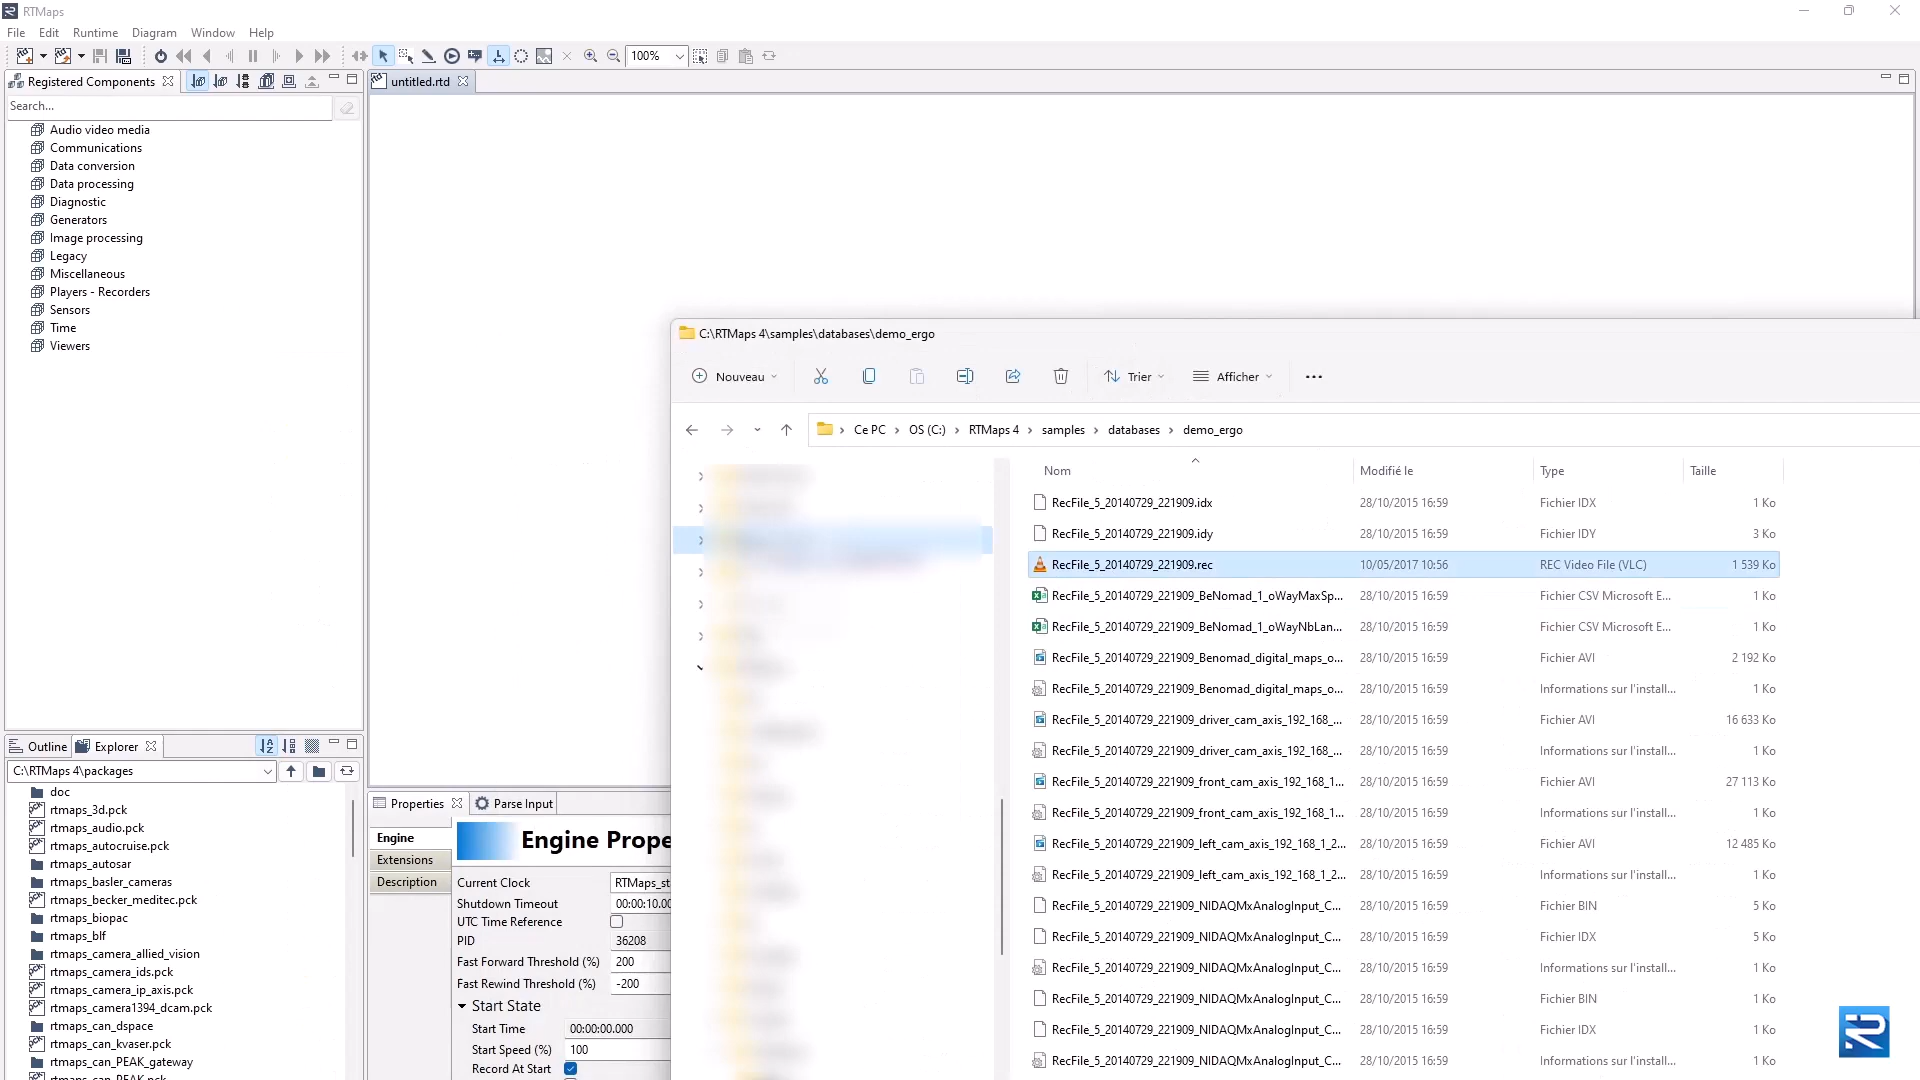 RTMaps
File Edit Runtime Diagram Window Help
100%
Registered Components
untitled.rtd
Search...
Audio video media
Communications
Data conversion
Data processing
Diagnostic
Generators
Image processing
Legacy
Miscellaneous
Players - Recorders
Sensors
Time
Viewers
C:\RTMaps 4\samples\databases\demo_ergo
Nouveau Trier Afficher
Ce PC OS (C:) RTMaps 4 samples databases demo_ergo
Nom Modifié le Type Taille
RecFile_5_20140729_221909.idx 28/10/2015 16:59 Fichier IDX 1 Ko
RecFile_5_20140729_221909.idy 28/10/2015 16:59 Fichier IDY 3 Ko
RecFile_5_20140729_221909.rec 10/05/2017 10:56 REC Video File (VLC) 1 539 Ko
RecFile_5_20140729_221909_BeNomad_1_oWayMaxSp... 28/10/2015 16:59 Fichier CSV Microsoft E... 1 Ko
RecFile_5_20140729_221909_BeNomad_1_oWayNbLan... 28/10/2015 16:59 Fichier CSV Microsoft E... 1 Ko
RecFile_5_20140729_221909_Benomad_digital_maps_o... 28/10/2015 16:59 Fichier AVI 2 192 Ko
RecFile_5_20140729_221909_Benomad_digital_maps_o... 28/10/2015 16:59 Informations sur l'install... 1 Ko
RecFile_5_20140729_221909_driver_cam_axis_192_168_... 28/10/2015 16:59 Fichier AVI 16 633 Ko
RecFile_5_20140729_221909_driver_cam_axis_192_168_... 28/10/2015 16:59 Informations sur l'install... 1 Ko
RecFile_5_20140729_221909_front_cam_axis_192_168_1... 28/10/2015 16:59 Fichier AVI 27 113 Ko
RecFile_5_20140729_221909_front_cam_axis_192_168_1... 28/10/2015 16:59 Informations sur l'install... 1 Ko
RecFile_5_20140729_221909_left_cam_axis_192_168_1_2... 28/10/2015 16:59 Fichier AVI 12 485 Ko
RecFile_5_20140729_221909_left_cam_axis_192_168_1_2... 28/10/2015 16:59 Informations sur l'install... 1 Ko
RecFile_5_20140729_221909_NIDAQMxAnalogInput_C... 28/10/2015 16:59 Fichier BIN 5 Ko
RecFile_5_20140729_221909_NIDAQMxAnalogInput_C... 28/10/2015 16:59 Fichier IDX 5 Ko
RecFile_5_20140729_221909_NIDAQMxAnalogInput_C... 28/10/2015 16:59 Informations sur l'install... 1 Ko
RecFile_5_20140729_221909_NIDAQMxAnalogInput_C... 28/10/2015 16:59 Fichier BIN 1 Ko
RecFile_5_20140729_221909_NIDAQMxAnalogInput_C... 28/10/2015 16:59 Fichier IDX 1 Ko
RecFile_5_20140729_221909_NIDAQMxAnalogInput_C... 28/10/2015 16:59 Informations sur l'install... 1 Ko
Outline Explorer
C:\RTMaps 4\packages
doc
rtmaps_3d.pck
rtmaps_audio.pck
rtmaps_autocruise.pck
rtmaps_autosar
rtmaps_basler_cameras
rtmaps_becker_meditec.pck
rtmaps_biopac
rtmaps_blf
rtmaps_camera_allied_vision
rtmaps_camera_ids.pck
rtmaps_camera_ip_axis.pck
rtmaps_camera1394_dcam.pck
rtmaps_can_dspace
rtmaps_can_kvaser.pck
rtmaps_can_PEAK_gateway
rtmaps_can_PEAK.pck
Properties Parse Input
Engine
Extensions
Description
Engine Prope
Current Clock RTMaps_st
Shutdown Timeout 00:00:10.00
UTC Time Reference
PID 36208
Fast Forward Threshold (%) 200
Fast Rewind Threshold (%) -200
Start State
Start Time 00:00:00.000
Start Speed (%) 100
Record At Start